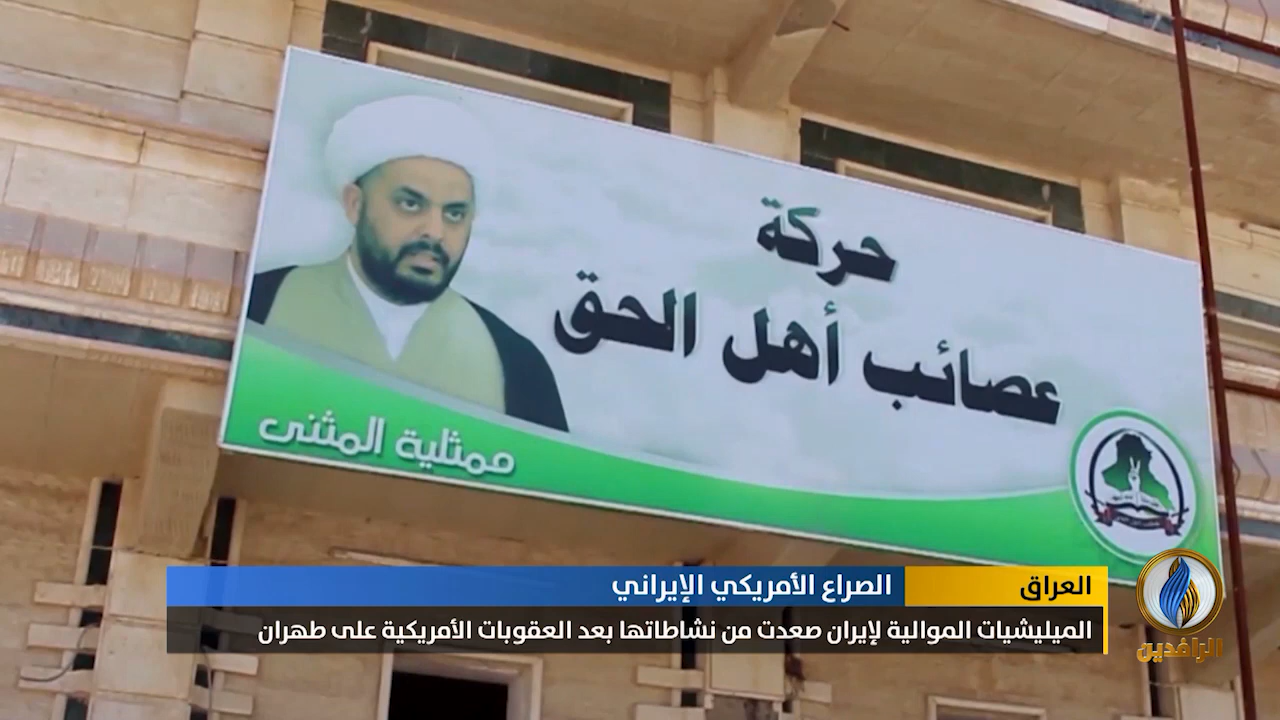 حركة
عصائب أهل الحق
ممثلية المثنى
العراق
الصراع الأمريكي الإيراني
الميليشيات الموالية لإيران صعدت من نشاطاتها بعد العقوبات الأمريكية على طهران
الرافدين